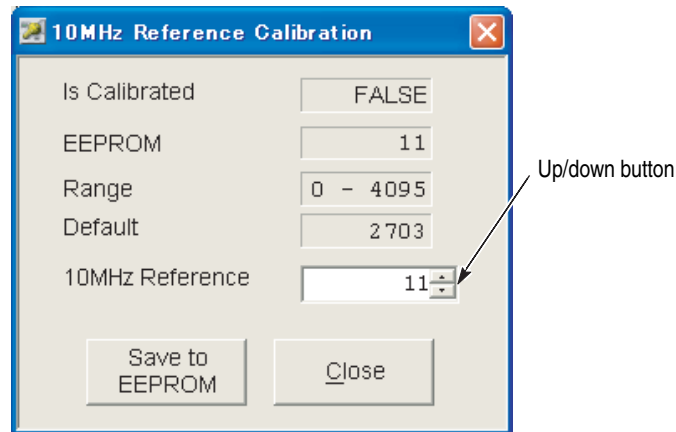 10MHz Reference Calibration
Is Calibrated FALSE
EEPROM 11
Range 0 - 4095
Default 2703
10MHz Reference 11
Up/down button
Save to
EEPROM
Close